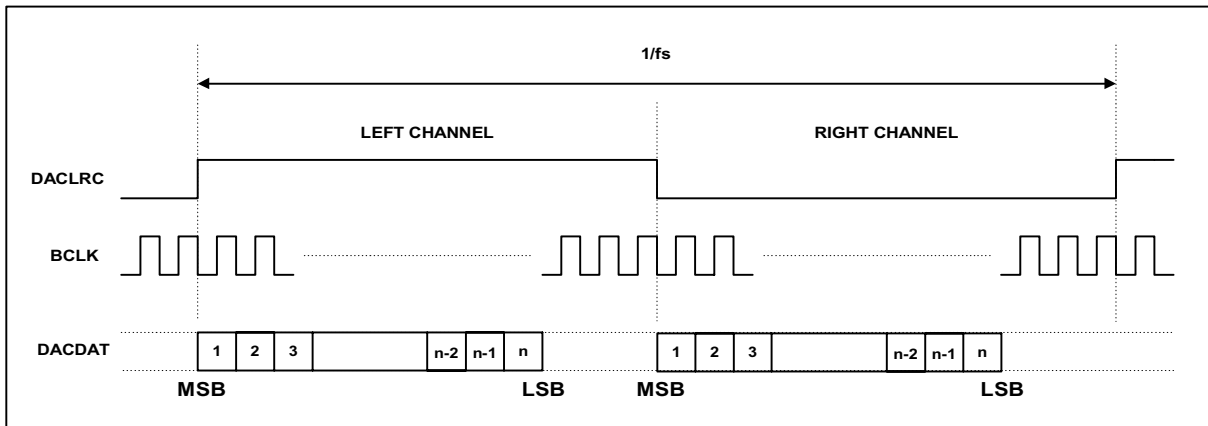 1/fs
LEFT CHANNEL
RIGHT CHANNEL
DACLRC
BCLK
DACDAT
1 2 3 n-2 n-1 n 1 2 3 n-2 n-1 n
MSB LSB MSB LSB